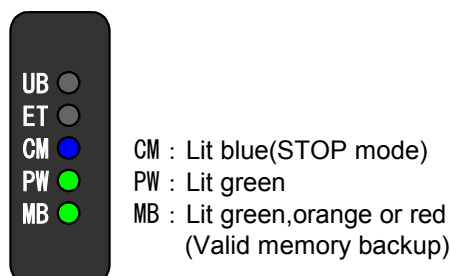 UB
ET
CM
PW
MB
CM : Lit blue(STOP mode)
PW : Lit green
MB : Lit green,orange or red
(Valid memory backup)